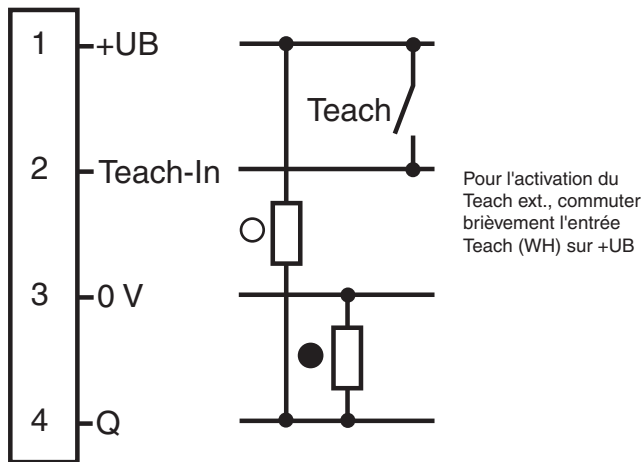 1 +UB
Teach
2 Teach-In
Pour l'activation du
Teach ext., commuter
brièvement l'entrée
Teach (WH) sur +UB
3 0 V
4 Q